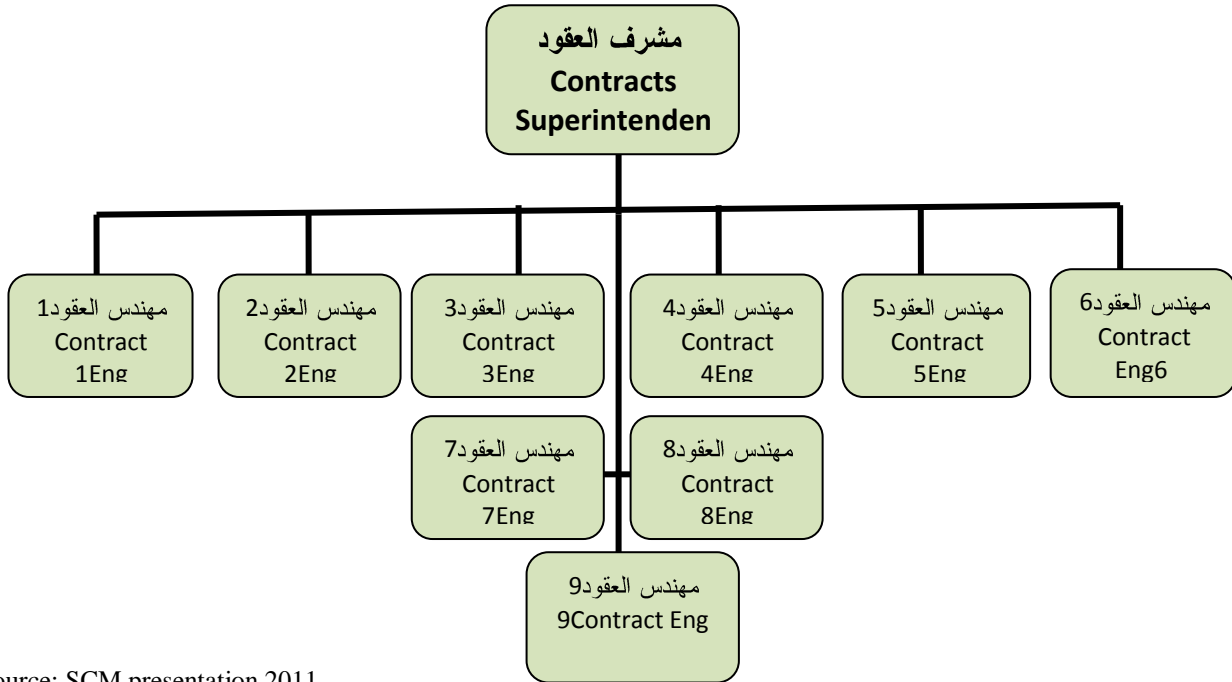 مشرف العقود
Contracts
Superintenden
مهندس العقود1
Contract
1Eng
مهندس العقود2
Contract
2Eng
مهندس العقود3
Contract
3Eng
مهندس العقود4
Contract
4Eng
مهندس العقود5
Contract
5Eng
مهندس العقود6
Contract
Eng6
مهندس العقود7
Contract
7Eng
مهندس العقود8
Contract
8Eng
مهندس العقود9
9Contract Eng
ource: SCM presentation 2011